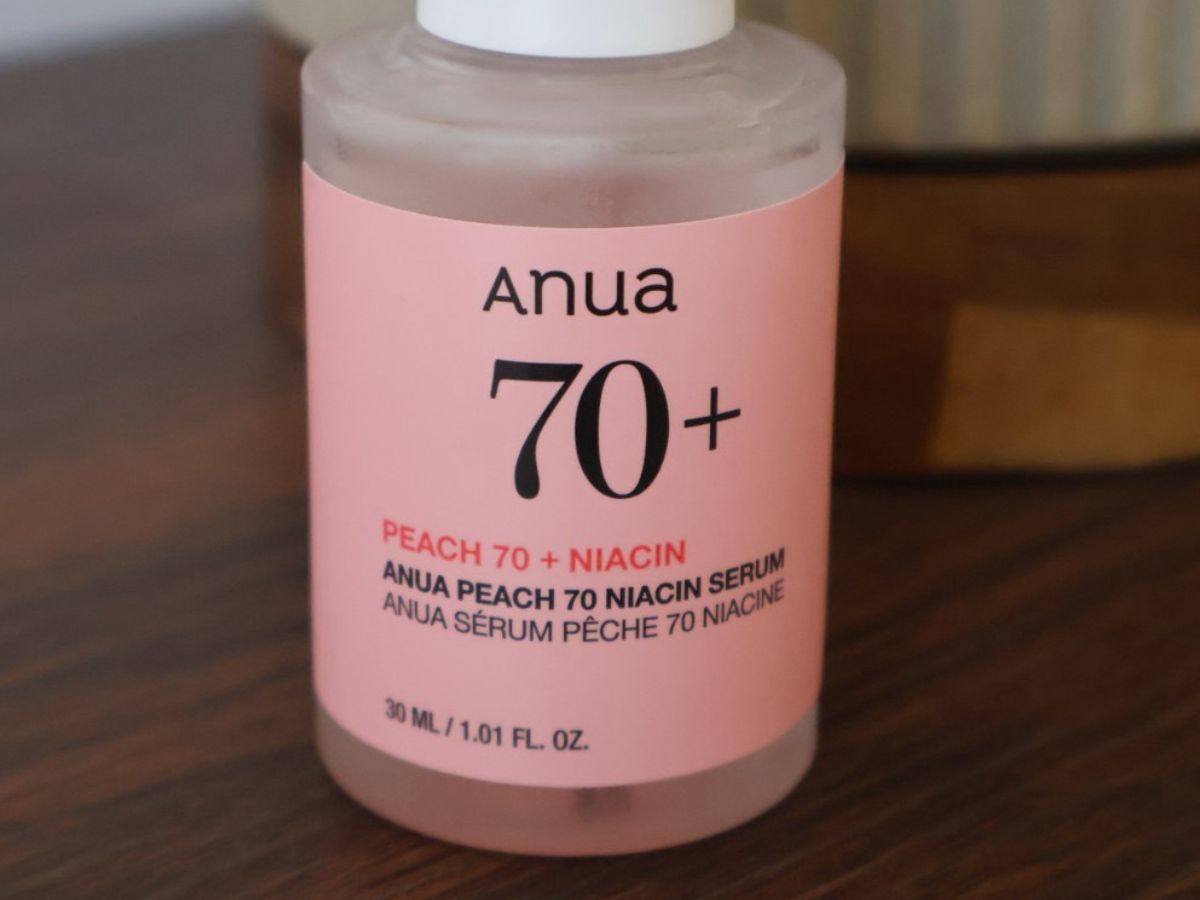 Anua
70+
PEACH 70 + NIACIN
ANUA PEACH 70 NIACIN SERUM
ANUA SÉRUM PÊCHE 70 NIACINE
30 ML / 1.01 FL. OZ.